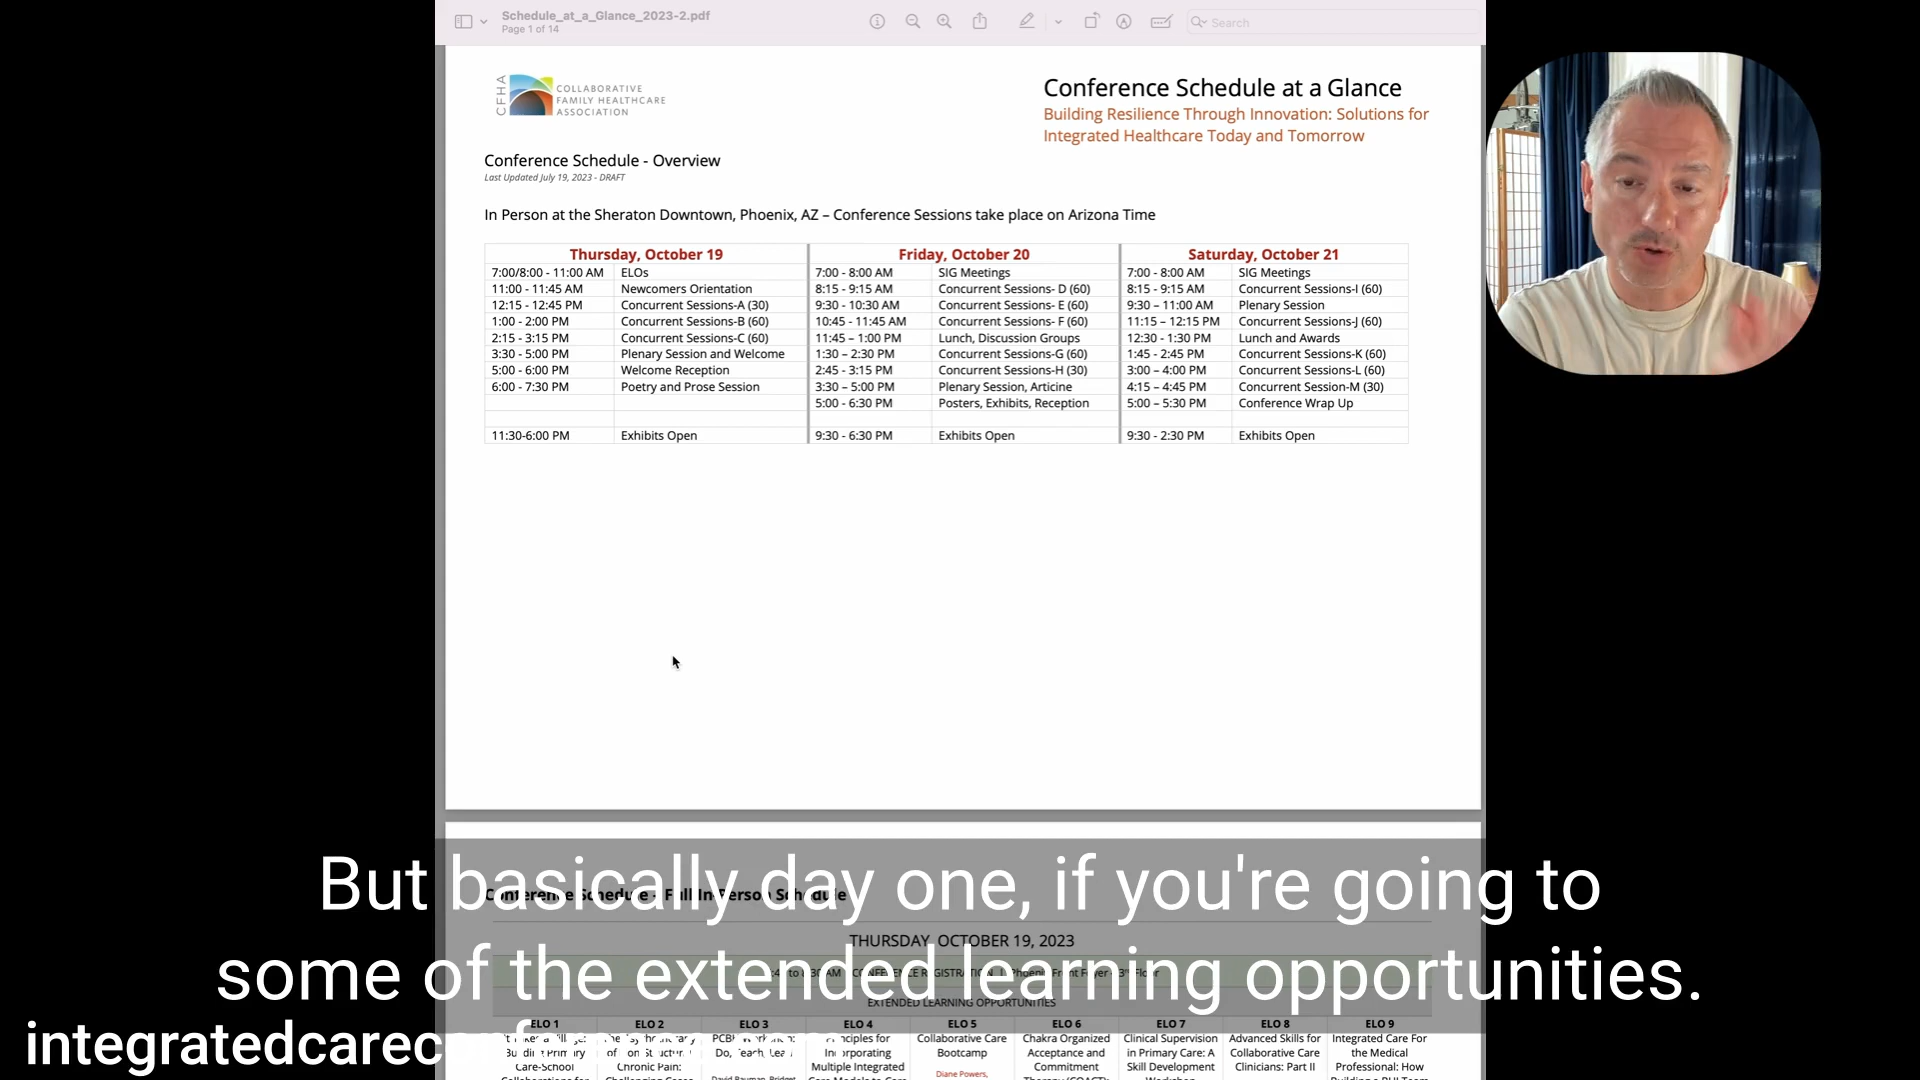 Schedule_at_a_Glance_2023-2.pdf
Page 1 of 14
Search
CFHA
COLLABORATIVE
FAMILY HEALTHCARE
ASSOCIATION
Conference Schedule at a Glance
Building Resilience Through Innovation: Solutions for
Integrated Healthcare Today and Tomorrow
Conference Schedule - Overview
Last Updated July 19, 2023 - DRAFT
In Person at the Sheraton Downtown, Phoenix, AZ – Conference Sessions take place on Arizona Time
Thursday, October 19 Friday, October 20 Saturday, October 21
7:00/8:00 - 11:00 AM ELOs 7:00 - 8:00 AM SIG Meetings 7:00 - 8:00 AM SIG Meetings
11:00 - 11:45 AM Newcomers Orientation 8:15 - 9:15 AM Concurrent Sessions- D (60) 8:15 - 9:15 AM Concurrent Sessions-I (60)
12:15 - 12:45 PM Concurrent Sessions-A (30) 9:30 - 10:30 AM Concurrent Sessions- E (60) 9:30 – 11:00 AM Plenary Session
1:00 - 2:00 PM Concurrent Sessions-B (60) 10:45 - 11:45 AM Concurrent Sessions- F (60) 11:15 – 12:15 PM Concurrent Sessions-J (60)
2:15 - 3:15 PM Concurrent Sessions-C (60) 11:45 – 1:00 PM Lunch, Discussion Groups 12:30 - 1:30 PM Lunch and Awards
3:30 - 5:00 PM Plenary Session and Welcome 1:30 – 2:30 PM Concurrent Sessions-G (60) 1:45 - 2:45 PM Concurrent Sessions-K (60)
5:00 - 6:00 PM Welcome Reception 2:45 - 3:15 PM Concurrent Sessions-H (30) 3:00 – 4:00 PM Concurrent Sessions-L (60)
6:00 - 7:30 PM Poetry and Prose Session 3:30 – 5:00 PM Plenary Session, Articine 4:15 – 4:45 PM Concurrent Session-M (30)
5:00 - 6:30 PM Posters, Exhibits, Reception 5:00 – 5:30 PM Conference Wrap Up
11:30-6:00 PM Exhibits Open 9:30 - 6:30 PM Exhibits Open 9:30 - 2:30 PM Exhibits Open
But basically day one, if you're going to
some of the extended learning opportunities.
Conference Schedule - Full In-Person Schedule
THURSDAY, OCTOBER 19, 2023
CONFERENCE REGISTRATION
EXTENDED LEARNING OPPORTUNITIES
integratedcarec
ELO 1 ELO 2 ELO 3 ELO 4 ELO 5 ELO 6 ELO 7 ELO 8 ELO 9
Collaborative Care Chakra Organized Clinical Supervision Advanced Skills for Integrated Care For
Building Primary Do, Teach, Lead Incorporating Bootcamp Acceptance and in Primary Care: A Collaborative Care the Medical
Care-School Chronic Pain: Multiple Integrated Commitment Skill Development Clinicians: Part II Professional: How
Diane Powers,